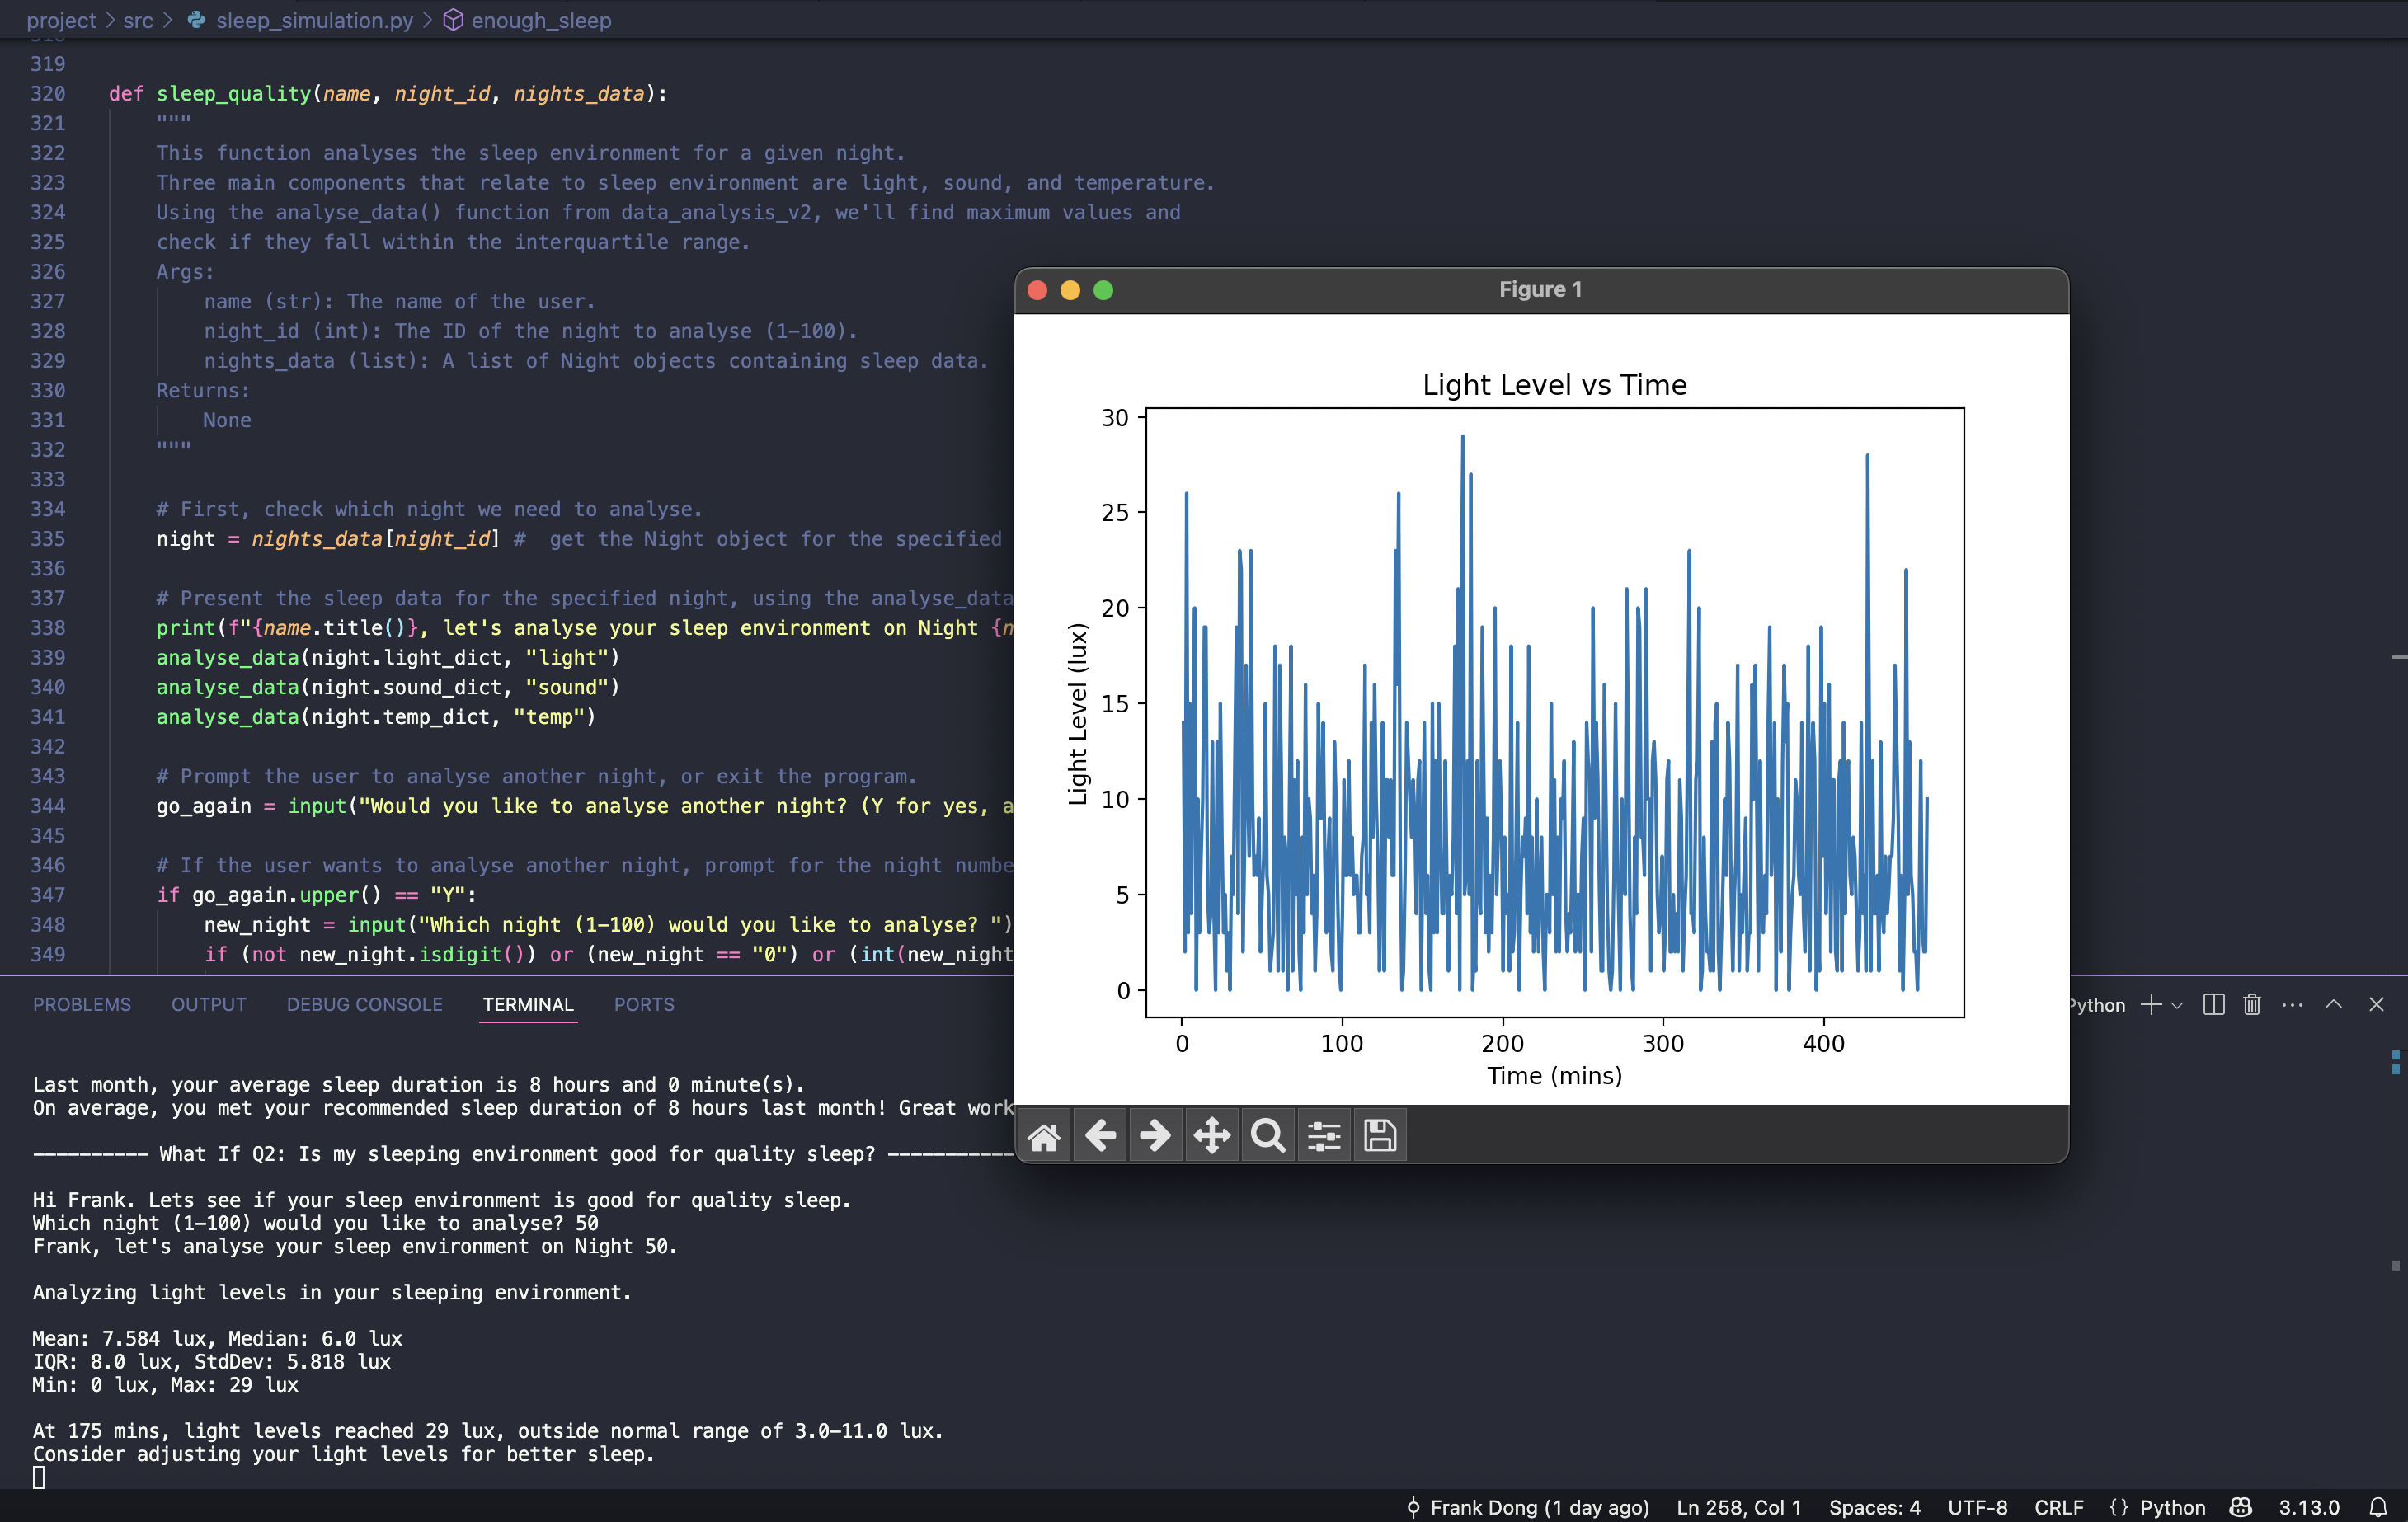 project > src > sleep_simulation.py > enough_sleep
319
320 def sleep_quality(name, night_id, nights_data):
321 """
322 This function analyses the sleep environment for a given night.
323 Three main components that relate to sleep environment are light, sound, and temperature.
324 Using the analyse_data() function from data_analysis_v2, we'll find maximum values and
325 check if they fall within the interquartile range.
326 Args:
327 name (str): The name of the user.
328 night_id (int): The ID of the night to analyse (1-100).
329 nights_data (list): A list of Night objects containing sleep data.
330 Returns:
331 None
332 """
333
334 # First, check which night we need to analyse.
335 night = nights_data[night_id] # get the Night object for the specified
336
337 # Present the sleep data for the specified night, using the analyse_data
338 print(f"{name.title()}, let's analyse your sleep environment on Night {n
339 analyse_data(night.light_dict, "light")
340 analyse_data(night.sound_dict, "sound")
341 analyse_data(night.temp_dict, "temp")
342
343 # Prompt the user to analyse another night, or exit the program.
344 go_again = input("Would you like to analyse another night? (Y for yes, a
345
346 # If the user wants to analyse another night, prompt for the night numbe
347 if go_again.upper() == "Y":
348 new_night = input("Which night (1-100) would you like to analyse? ")
349 if (not new_night.isdigit()) or (new_night == "0") or (int(new_night
Figure 1
Light Level vs Time
Light Level (lux)
30
25
20
15
10
5
0
0 100 200 300 400
Time (mins)
PROBLEMS OUTPUT DEBUG CONSOLE TERMINAL PORTS
Python
Last month, your average sleep duration is 8 hours and 0 minute(s).
On average, you met your recommended sleep duration of 8 hours last month! Great work
---------- What If Q2: Is my sleeping environment good for quality sleep? -----------
Hi Frank. Lets see if your sleep environment is good for quality sleep.
Which night (1-100) would you like to analyse? 50
Frank, let's analyse your sleep environment on Night 50.
Analyzing light levels in your sleeping environment.
Mean: 7.584 lux, Median: 6.0 lux
IQR: 8.0 lux, StdDev: 5.818 lux
Min: 0 lux, Max: 29 lux
At 175 mins, light levels reached 29 lux, outside normal range of 3.0-11.0 lux.
Consider adjusting your light levels for better sleep.
Frank Dong (1 day ago) Ln 258, Col 1 Spaces: 4 UTF-8 CRLF {} Python 3.13.0